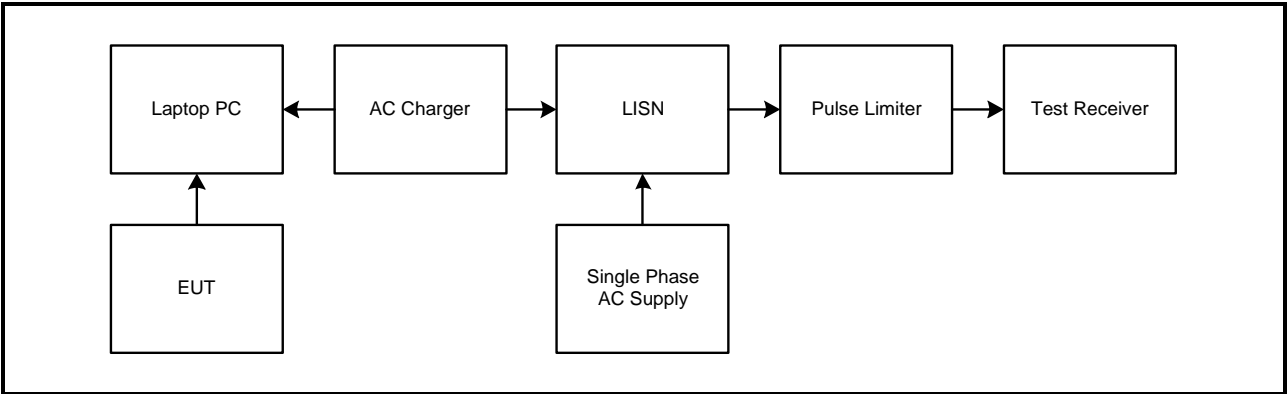 Laptop PC
AC Charger
LISN
Pulse Limiter
Test Receiver
EUT
Single Phase
AC Supply